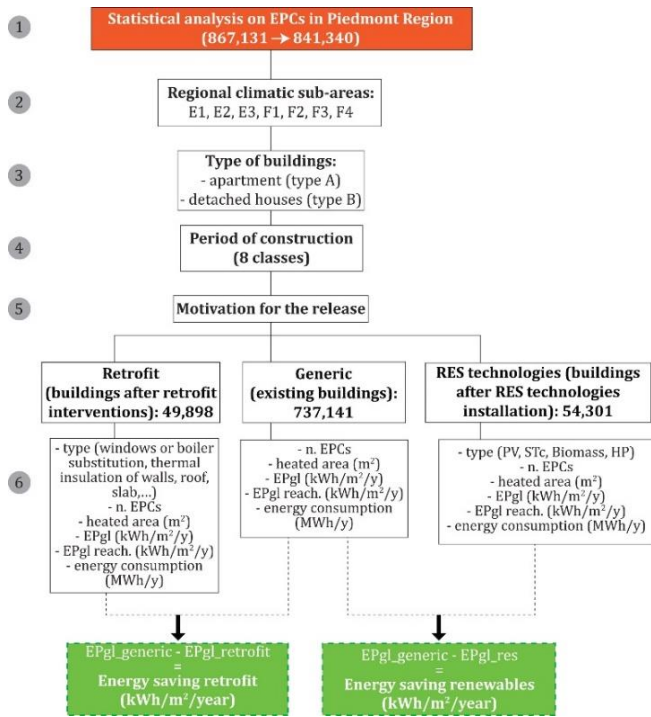 1
Statistical analysis on EPCs in Piedmont Region
(867,131 → 841,340)
2
Regional climatic sub-areas:
E1, E2, E3, F1, F2, F3, F4
3
Type of buildings:
- apartment (type A)
- detached houses (type B)
4
Period of construction
(8 classes)
5
Motivation for the release
Retrofit
(buildings after retrofit
interventions): 49,898
Generic
(existing buildings):
737,141
RES technologies (buildings
after RES technologies
installation): 54,301
6
- type (windows or boiler
substitution, thermal
insulation of walls, roof,
slab,...)
- n. EPCs
- heated area (m²)
- EPgl (kWh/m²/y)
- EPgl reach. (kWh/m²/y)
- energy consumption
(MWh/y)
- n. EPCs
- heated area (m²)
- EPgl (kWh/m²/y)
- EPgl reach. (kWh/m²/y)
- energy consumption
(MWh/y)
- type (PV, STc, Biomass, HP)
- n. EPCs
- heated area (m²)
- EPgl (kWh/m²/y)
- EPgl reach. (kWh/m²/y)
- energy consumption (MWh/y)
EPgl_generic - EPgl_retrofit
=
Energy saving retrofit
(kWh/m²/year)
EPgl_generic - EPgl_res
=
Energy saving renewables
(kWh/m²/year)